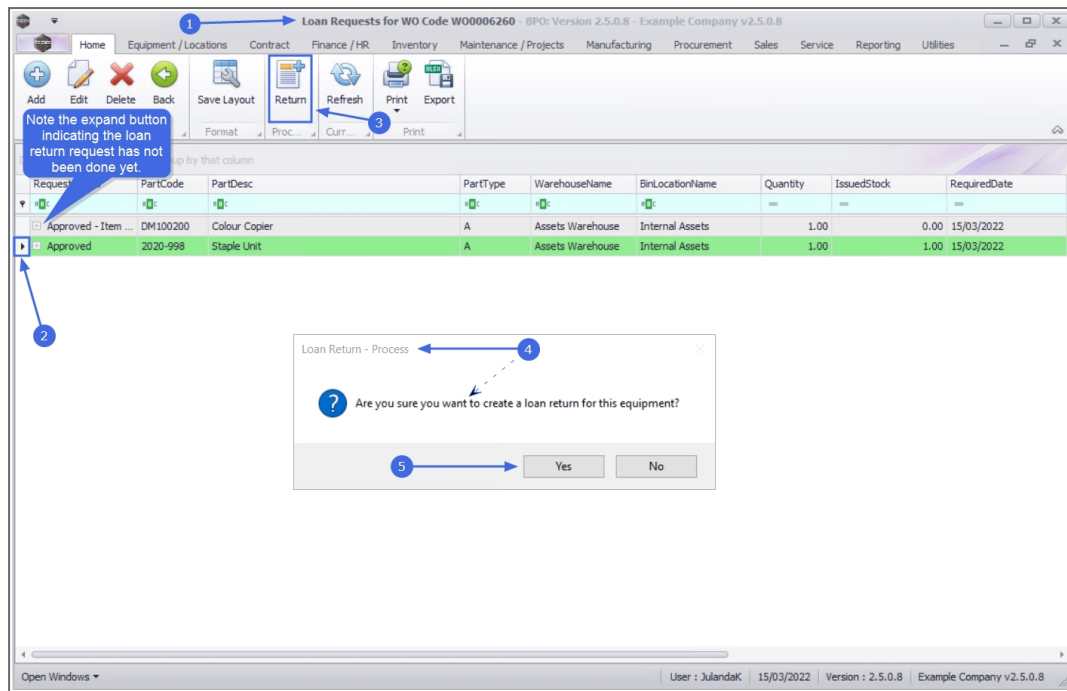 1
Loan Requests for WO Code WO0006260 - BPO: Version 2.5.0.8 - Example Company v2.5.0.8
Home Equipment / Locations Contract Finance / HR Inventory Maintenance / Projects Manufacturing Procurement Sales Service Reporting Utilities
Add Edit Delete Back Save Layout Return Refresh Print Export
3
Format Proc... Curr... Print
Note the expand button
indicating the loan
return request has not
been done yet.
up by that column
Request PartCode PartDesc PartType WarehouseName BinLocationName Quantity IssuedStock RequiredDate
Approved - Item ... DM100200 Colour Copier A Assets Warehouse Internal Assets 1.00 0.00 15/03/2022
Approved 2020-998 Staple Unit A Assets Warehouse Internal Assets 1.00 1.00 15/03/2022
2
Loan Return - Process
4
Are you sure you want to create a loan return for this equipment?
5
Yes No
Open Windows User : JulandaK 15/03/2022 Version : 2.5.0.8 Example Company v2.5.0.8